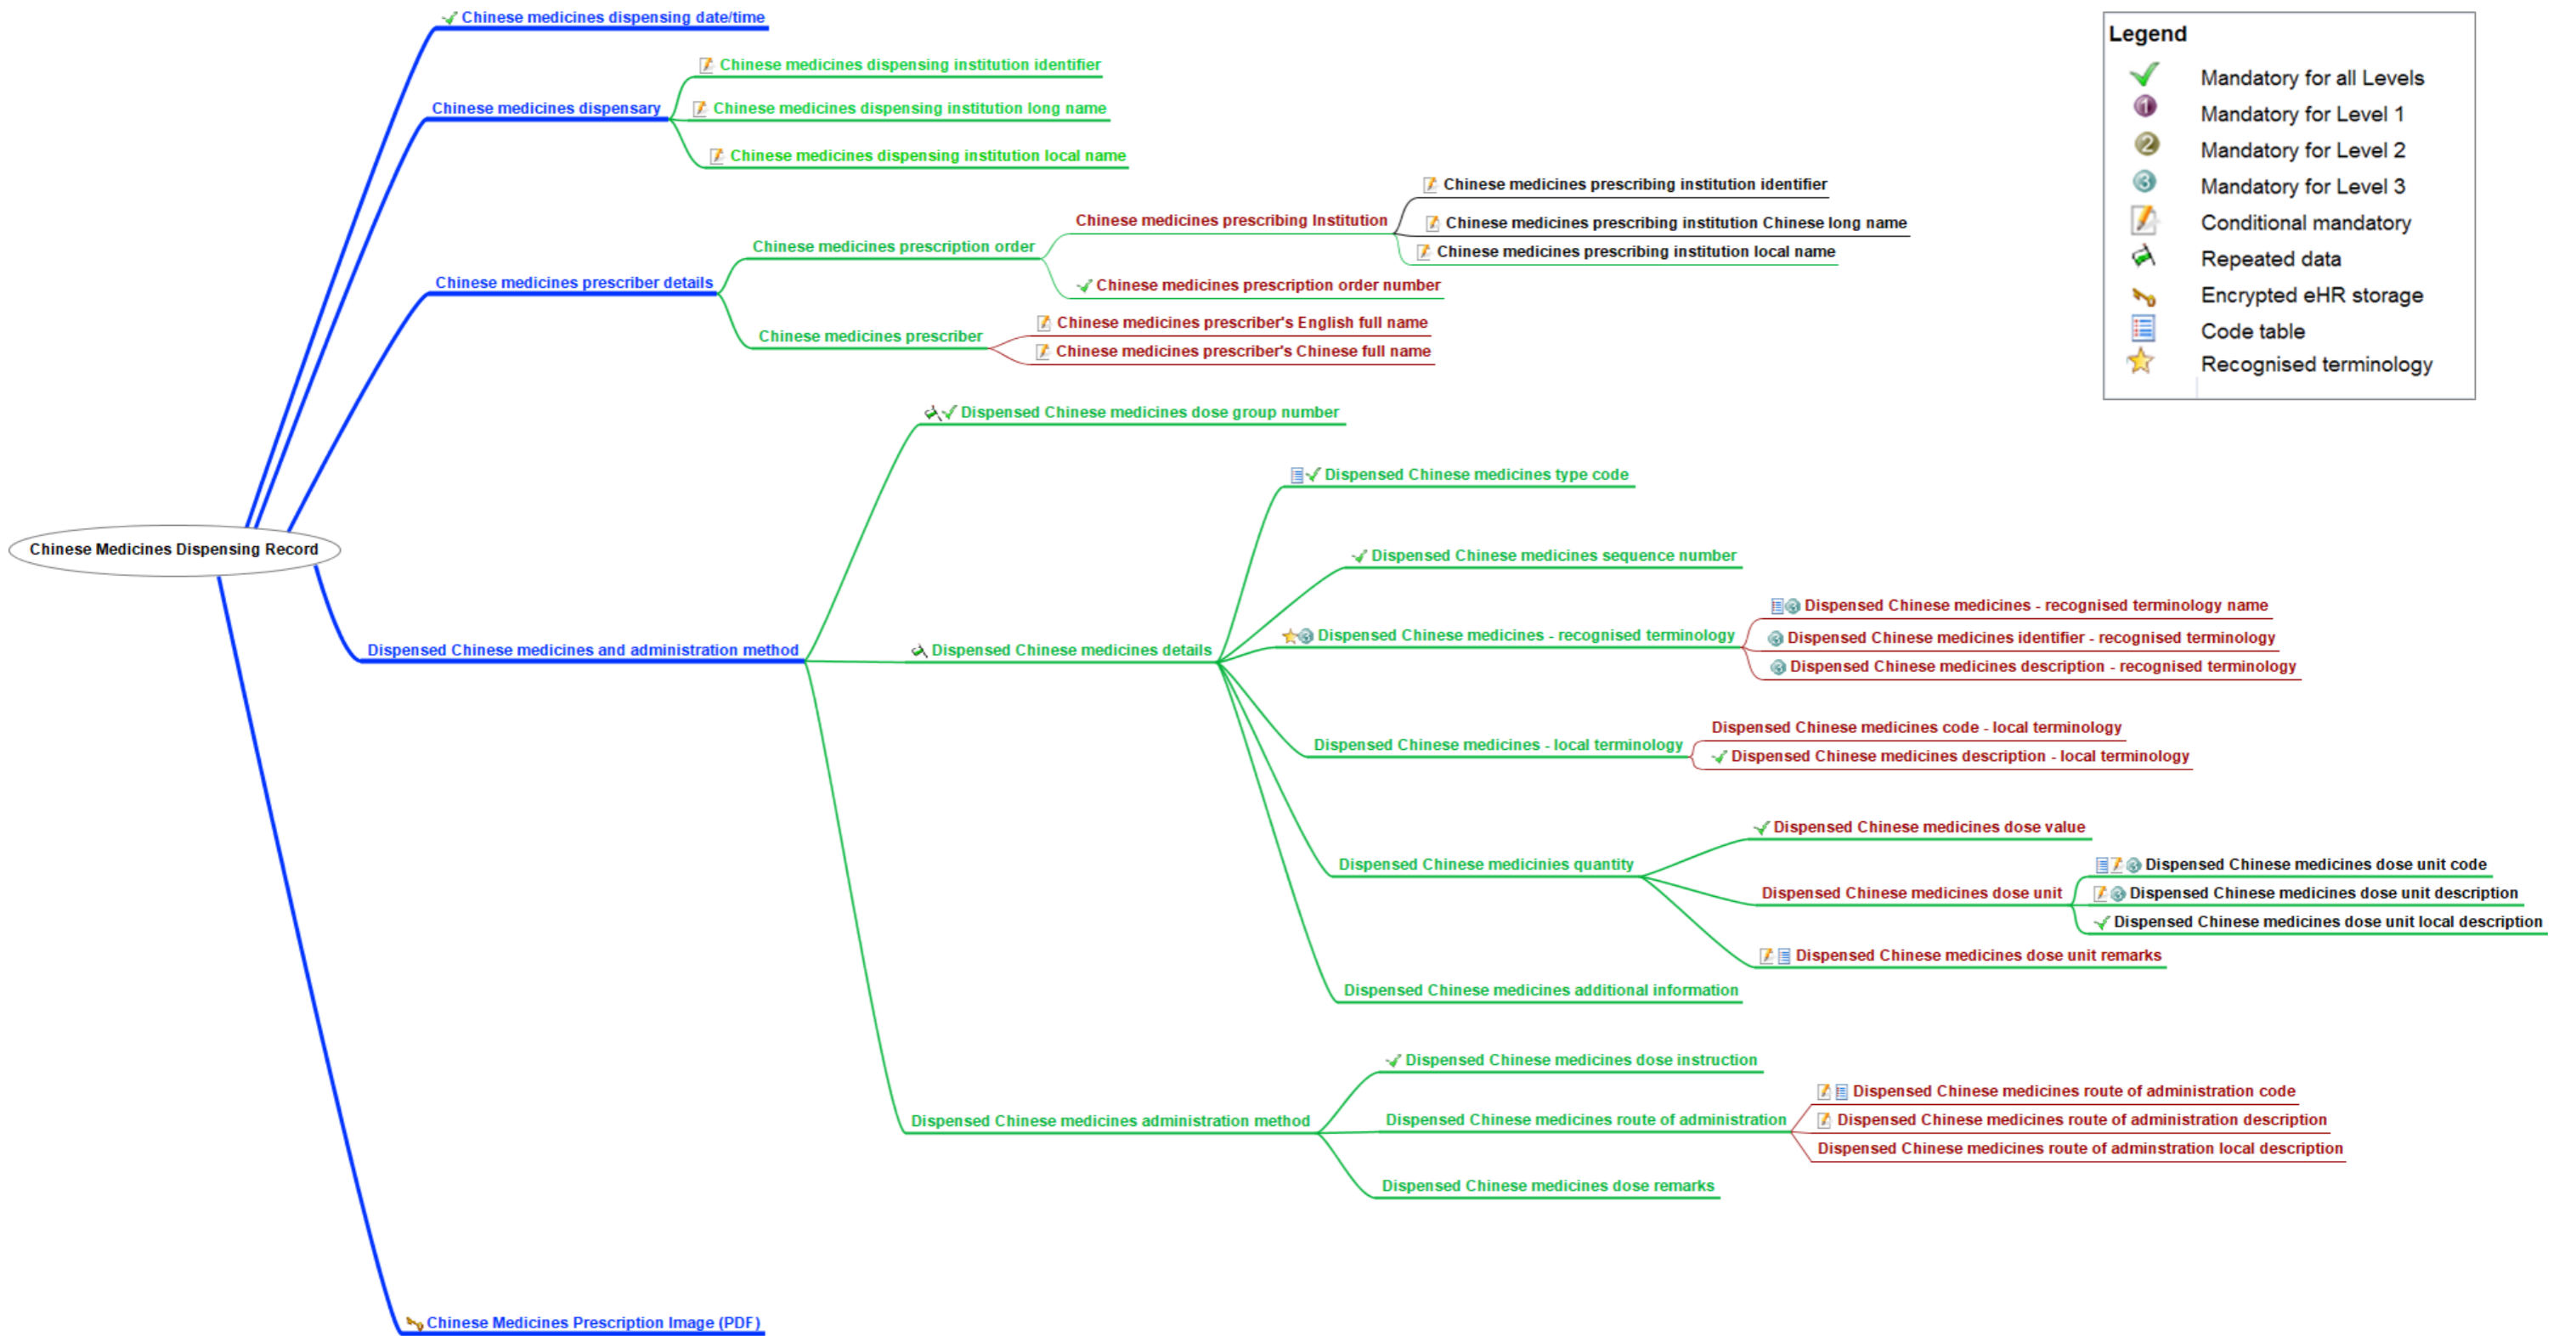 Chinese medicines dispensing date/time
Chinese medicines dispensary
Chinese medicines dispensing institution identifier
Chinese medicines dispensing institution long name
Chinese medicines dispensing institution local name
Chinese medicines prescriber details
Chinese medicines prescription order
Chinese medicines prescribing Institution
Chinese medicines prescribing institution identifier
Chinese medicines prescribing institution Chinese long name
Chinese medicines prescribing institution local name
Chinese medicines prescription order number
Chinese medicines prescriber
Chinese medicines prescriber's English full name
Chinese medicines prescriber's Chinese full name
Chinese Medicines Dispensing Record
Dispensed Chinese medicines and administration method
Dispensed Chinese medicines dose group number
Dispensed Chinese medicines details
Dispensed Chinese medicines type code
Dispensed Chinese medicines sequence number
Dispensed Chinese medicines - recognised terminology
Dispensed Chinese medicines - recognised terminology name
Dispensed Chinese medicines identifier - recognised terminology
Dispensed Chinese medicines description - recognised terminology
Dispensed Chinese medicines - local terminology
Dispensed Chinese medicines code - local terminology
Dispensed Chinese medicines description - local terminology
Dispensed Chinese medicinies quantity
Dispensed Chinese medicines dose value
Dispensed Chinese medicines dose unit
Dispensed Chinese medicines dose unit code
Dispensed Chinese medicines dose unit description
Dispensed Chinese medicines dose unit local description
Dispensed Chinese medicines dose unit remarks
Dispensed Chinese medicines additional information
Dispensed Chinese medicines administration method
Dispensed Chinese medicines dose instruction
Dispensed Chinese medicines route of administration
Dispensed Chinese medicines route of administration code
Dispensed Chinese medicines route of administration description
Dispensed Chinese medicines route of adminstration local description
Dispensed Chinese medicines dose remarks
Chinese Medicines Prescription Image (PDF)
Legend
Mandatory for all Levels
1 Mandatory for Level 1
2 Mandatory for Level 2
3 Mandatory for Level 3
Conditional mandatory
Repeated data
Encrypted eHR storage
Code table
Recognised terminology